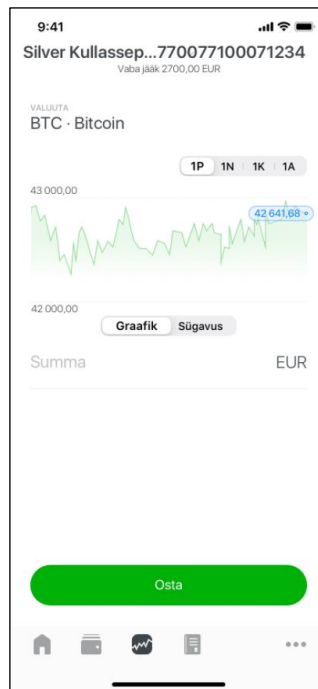 9:41
Silver Kullassep...770077100071234
Vaba jääk 2700,00 EUR
VALUUTA
BTC · Bitcoin
1P 1N 1K 1A
43 000,00
42 641,68
42 000,00
Graafik Sügavus
Summa EUR
Osta